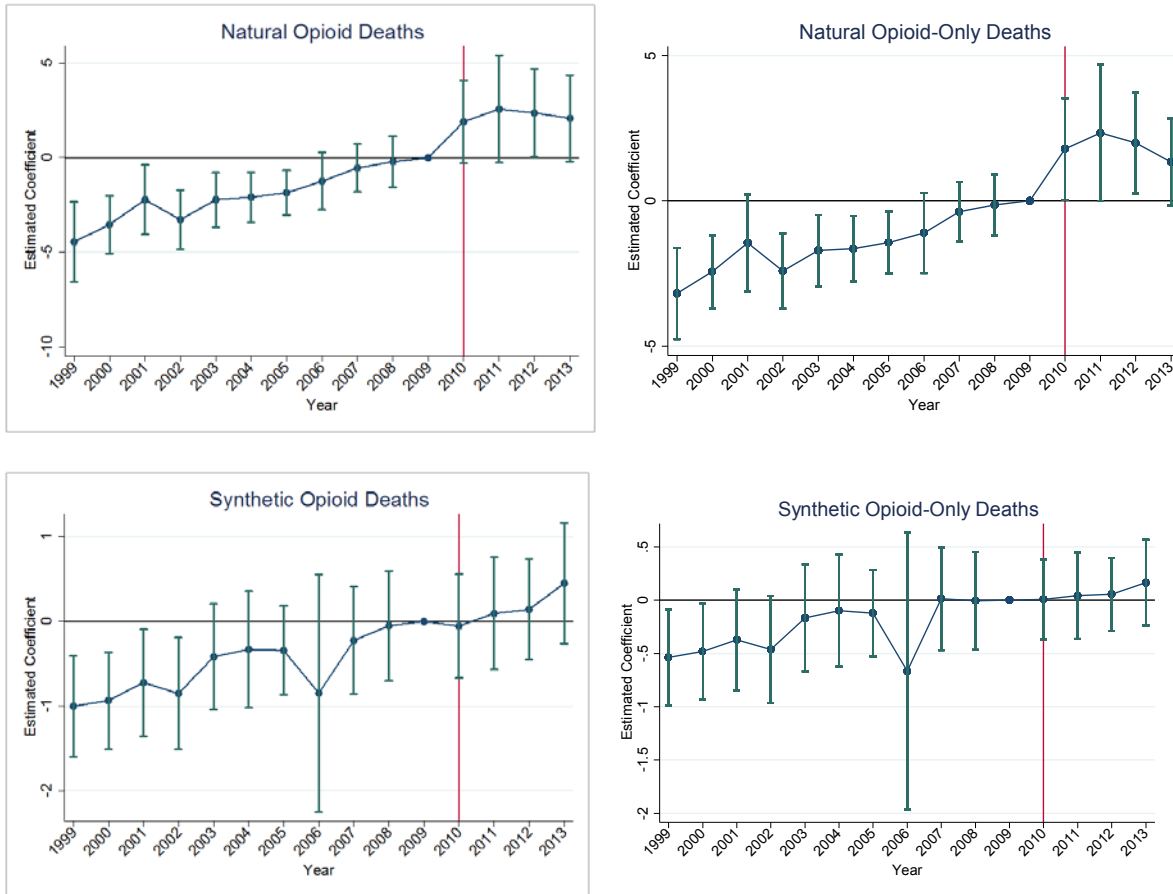 Natural Opioid Deaths
Estimated Coefficient
5
0
-5
-10
1999 2000 2001 2002 2003 2004 2005 2006 2007 2008 2009 2010 2011 2012 2013
Year
Natural Opioid-Only Deaths
Estimated Coefficient
5
0
-5
1999 2000 2001 2002 2003 2004 2005 2006 2007 2008 2009 2010 2011 2012 2013
Year
Synthetic Opioid Deaths
Estimated Coefficient
1
0
-1
-2
1999 2000 2001 2002 2003 2004 2005 2006 2007 2008 2009 2010 2011 2012 2013
Year
Synthetic Opioid-Only Deaths
Estimated Coefficient
.5
0
-.5
-1
-1.5
-2
1999 2000 2001 2002 2003 2004 2005 2006 2007 2008 2009 2010 2011 2012 2013
Year